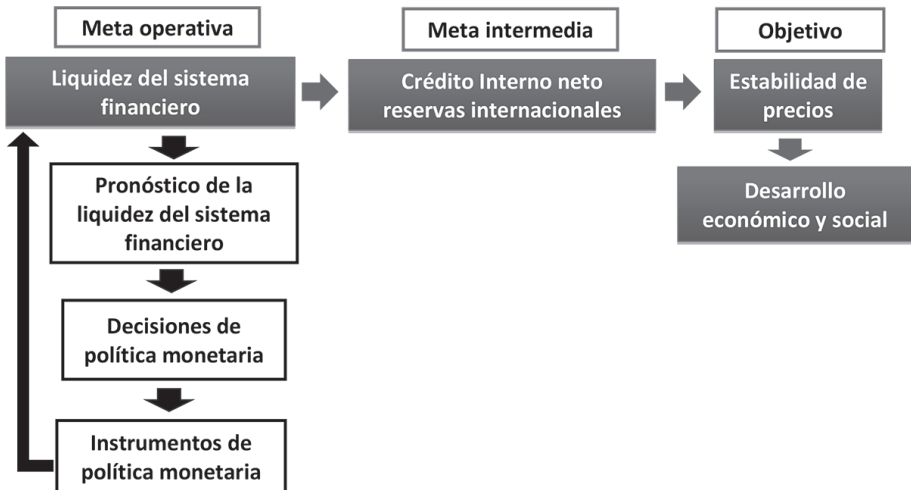 Meta operativa
Liquidez del sistema
financiero
Pronóstico de la
liquidez del sistema
financiero
Decisiones de
política monetaria
Instrumentos de
política monetaria
Meta intermedia
Crédito Interno neto
reservas internacionales
Objetivo
Estabilidad de
precios
Desarrollo
económico y social